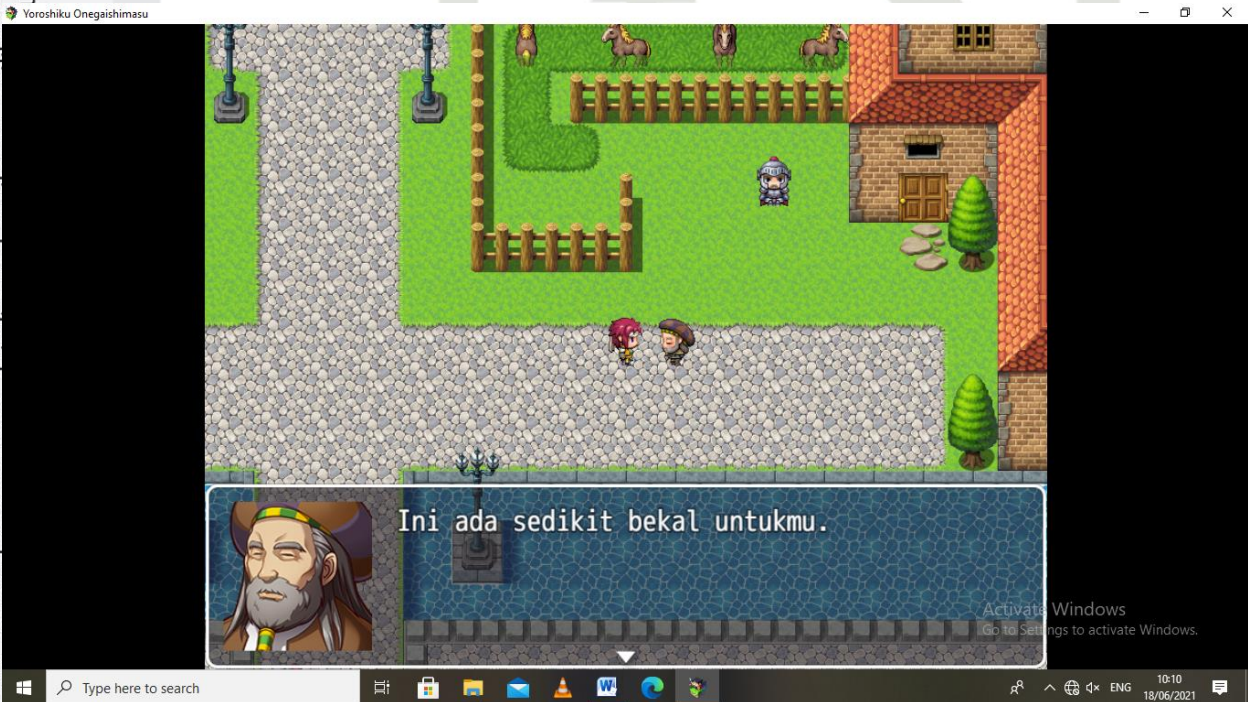 Yoroshiku Onegaishimasu
Ini ada sedikit bekal untukmu.
Activate Windows
Go to Settings to activate Windows.
Type here to search
ENG
10:10
18/06/2021